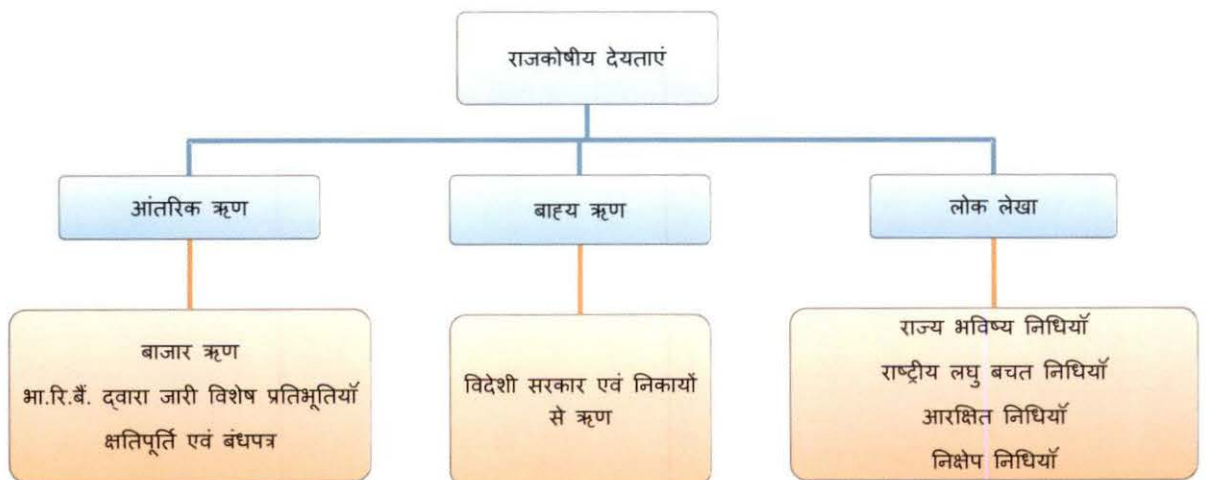 राजकोषीय देयताएं
आंतरिक ऋण
बाह्य ऋण
लोक लेखा
बाजार ऋण
भा.रि.बैं. द्वारा जारी विशेष प्रतिभूतियाँ
क्षतिपूर्ति एवं बंधपत्र
विदेशी सरकार एवं निकायों
से ऋण
राज्य भविष्य निधियाँ
राष्ट्रीय लघु बचत निधियाँ
आरक्षित निधियाँ
निक्षेप निधियाँ